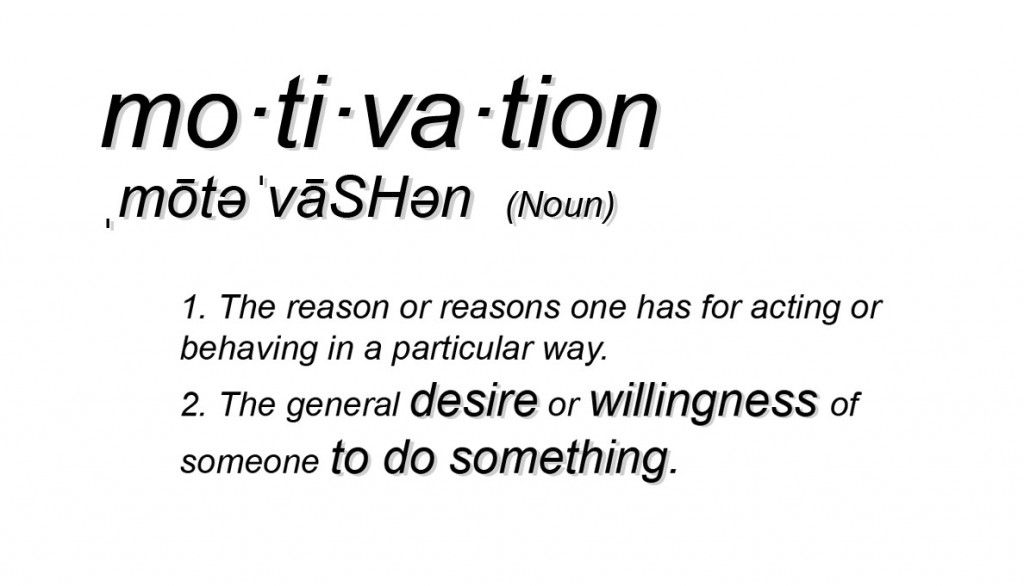 mo·ti·va·tion
ˌmōtəˈvāSHən (Noun)
1. The reason or reasons one has for acting or
behaving in a particular way.
2. The general desire or willingness of
someone to do something.